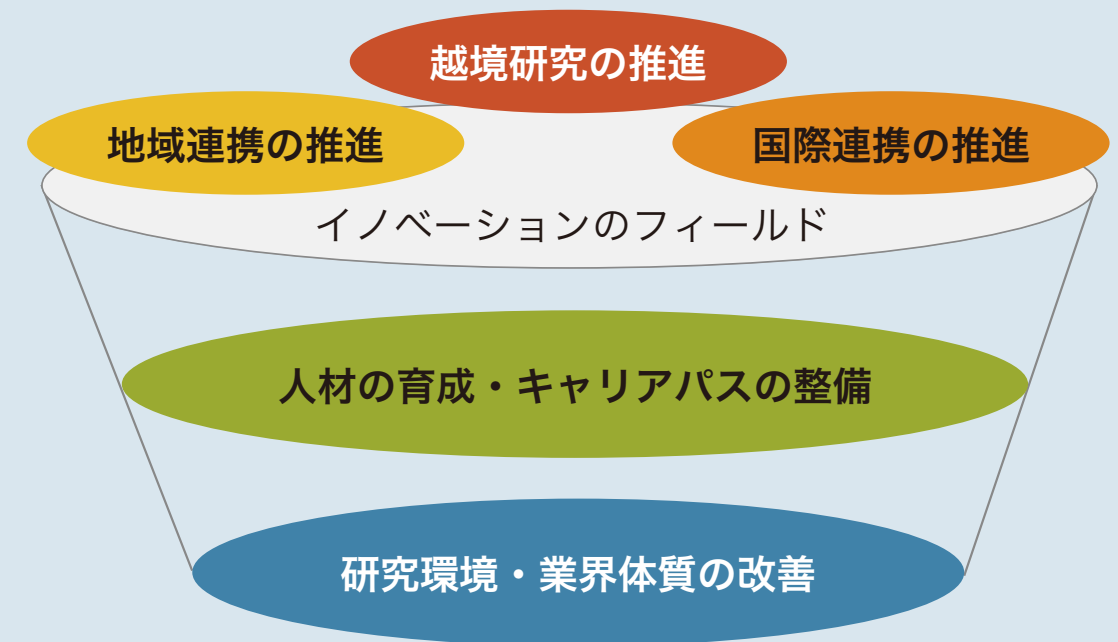 越境研究の推進
地域連携の推進
国際連携の推進
イノベーションのフィールド
人材の育成・キャリアパスの整備
研究環境・業界体質の改善